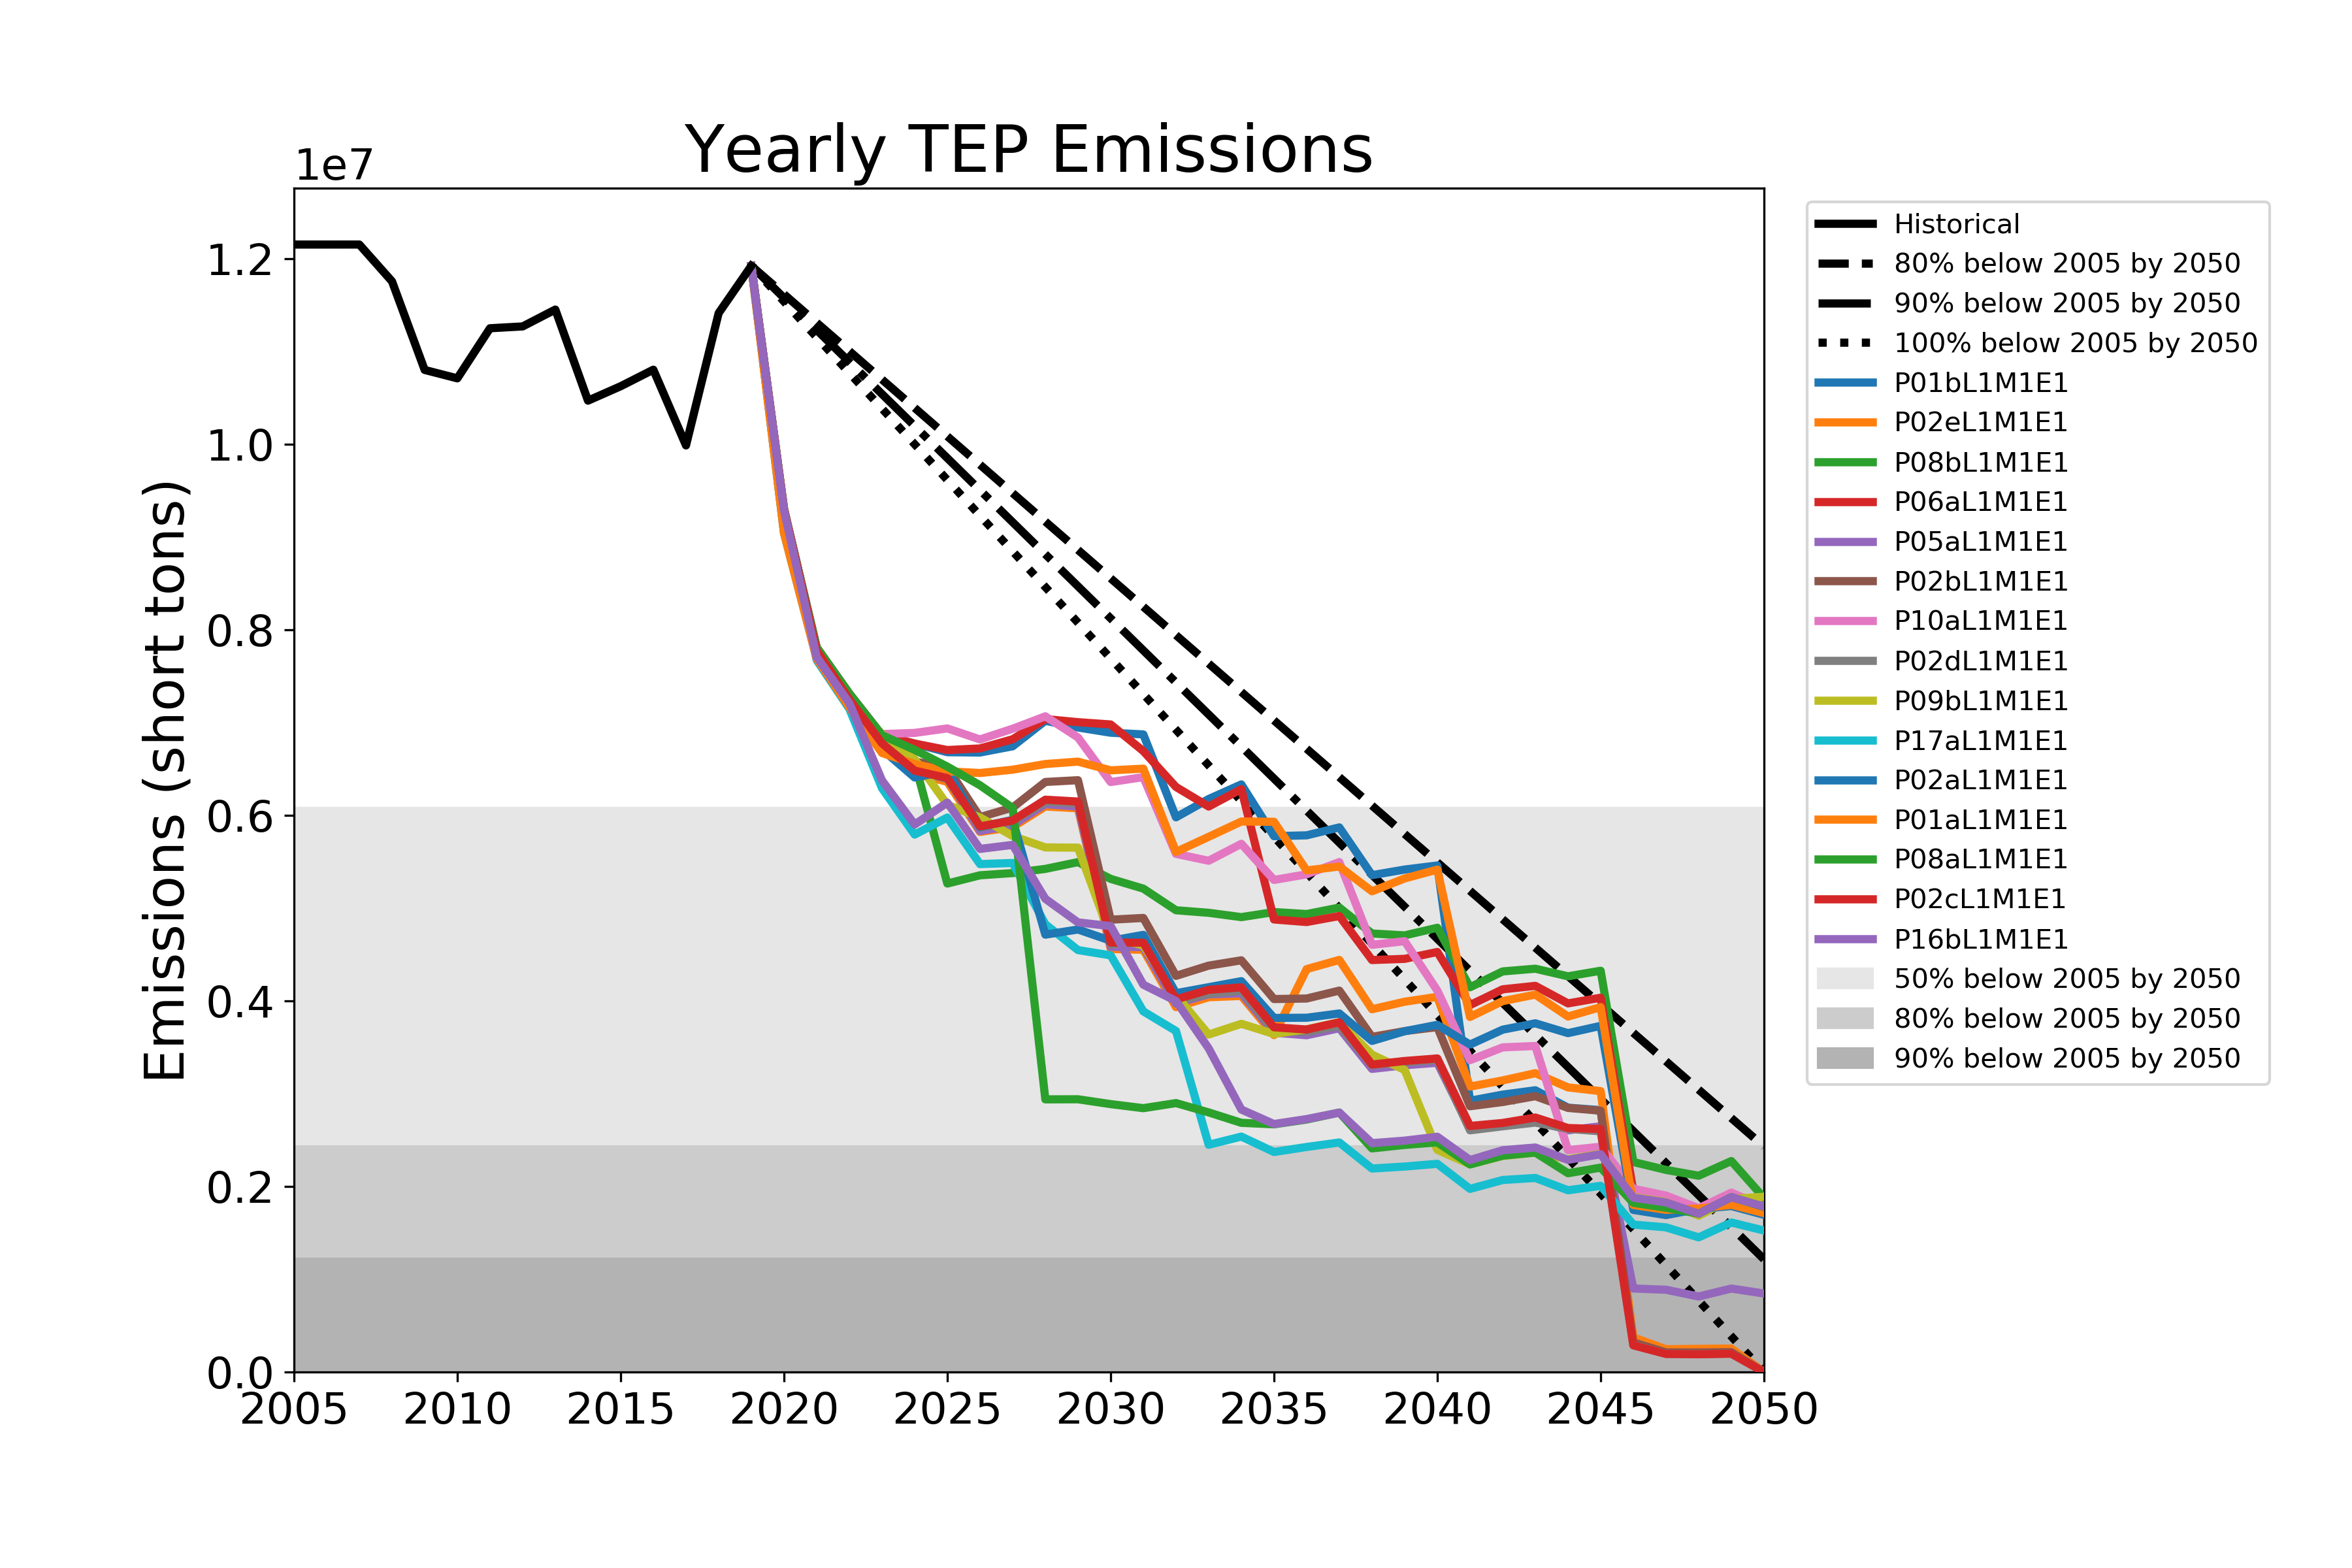 Yearly TEP Emissions
1e7
1.2
1.0
0.8
0.6
0.4
0.2
0.0
Emissions (short tons)
2005 2010 2015 2020 2025 2030 2035 2040 2045 2050
Historical
80% below 2005 by 2050
90% below 2005 by 2050
100% below 2005 by 2050
P01bL1M1E1
P02eL1M1E1
P08bL1M1E1
P06aL1M1E1
P05aL1M1E1
P02bL1M1E1
P10aL1M1E1
P02dL1M1E1
P09bL1M1E1
P17aL1M1E1
P02aL1M1E1
P01aL1M1E1
P08aL1M1E1
P02cL1M1E1
P16bL1M1E1
50% below 2005 by 2050
80% below 2005 by 2050
90% below 2005 by 2050